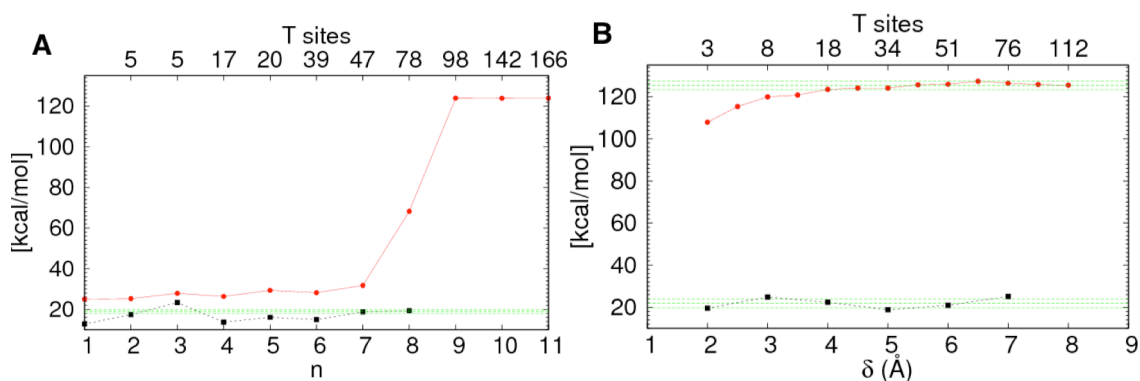 A
T sites
5 5 17 20 39 47 78 98 142 166
[kcal/mol]
120
100
80
60
40
20
1 2 3 4 5 6 7 8 9 10 11
n
B
T sites
3 8 18 34 51 76 112
[kcal/mol]
120
100
80
60
40
20
1 2 3 4 5 6 7 8 9
δ (Å)